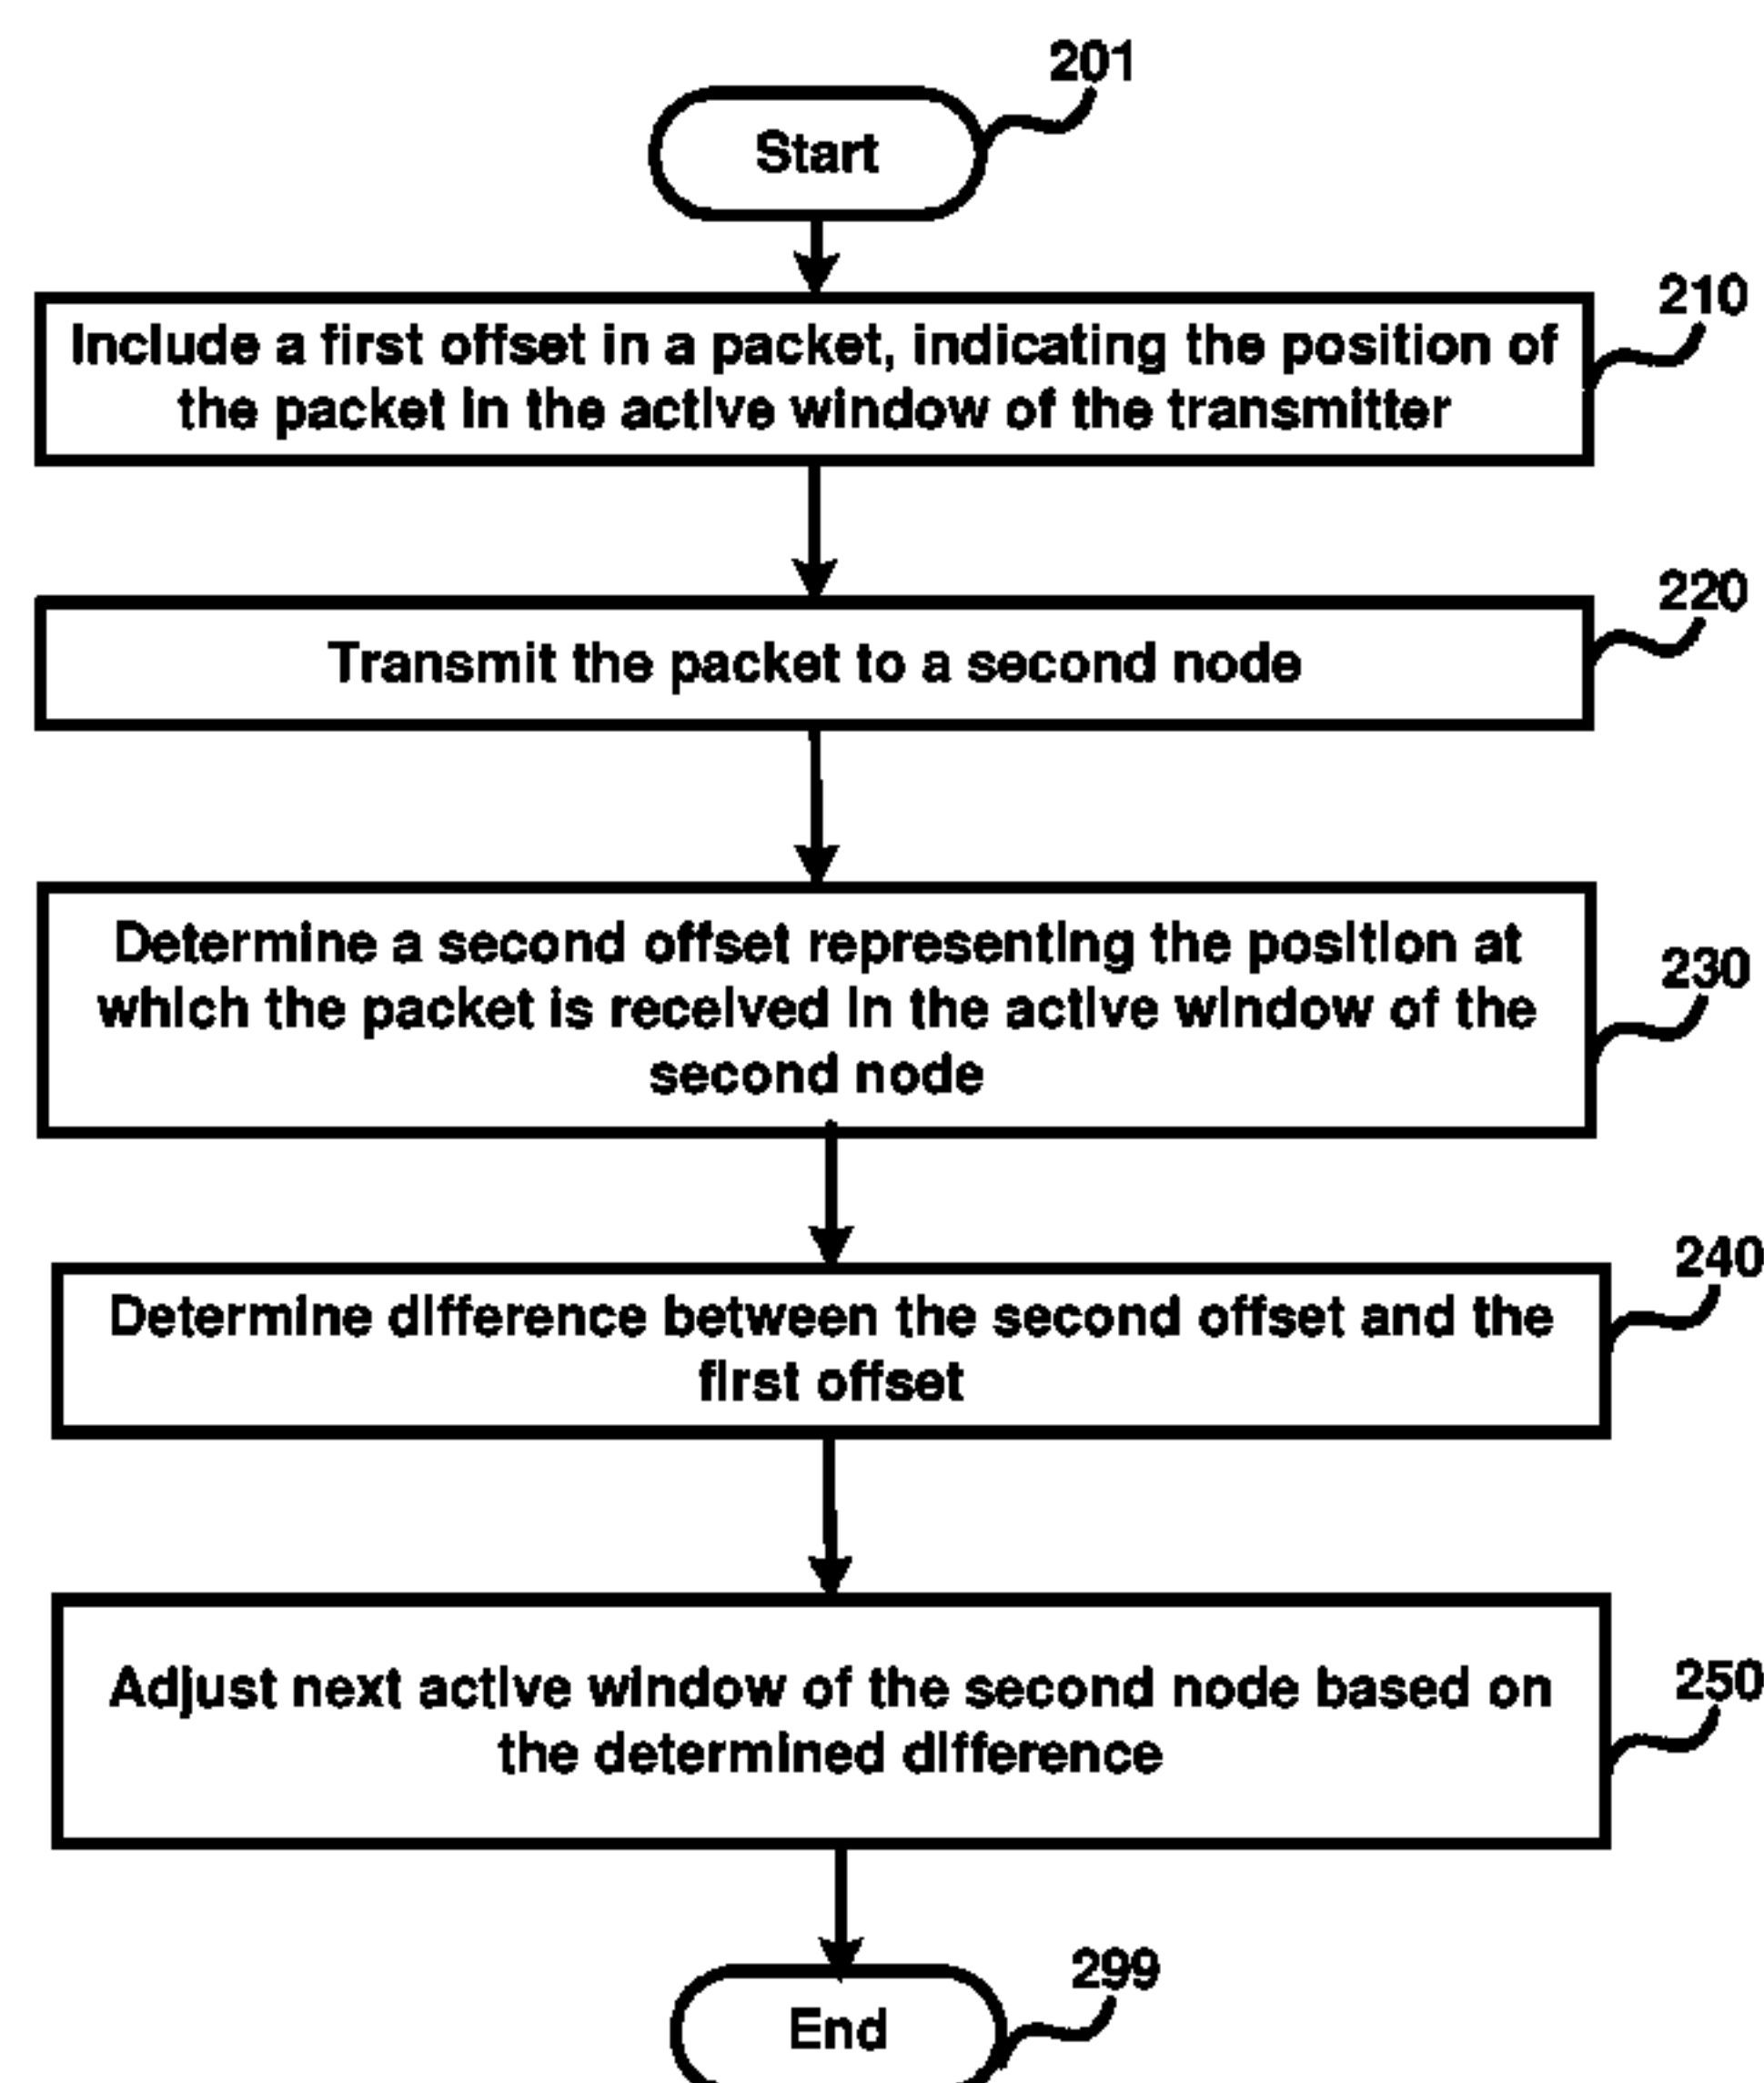 201
Start
210
Include a first offset in a packet, indicating the position of
the packet in the active window of the transmitter
220
Transmit the packet to a second node
230
Determine a second offset representing the position at
which the packet is received in the active window of the
second node
240
Determine difference between the second offset and the
first offset
250
Adjust next active window of the second node based on
the determined difference
299
End